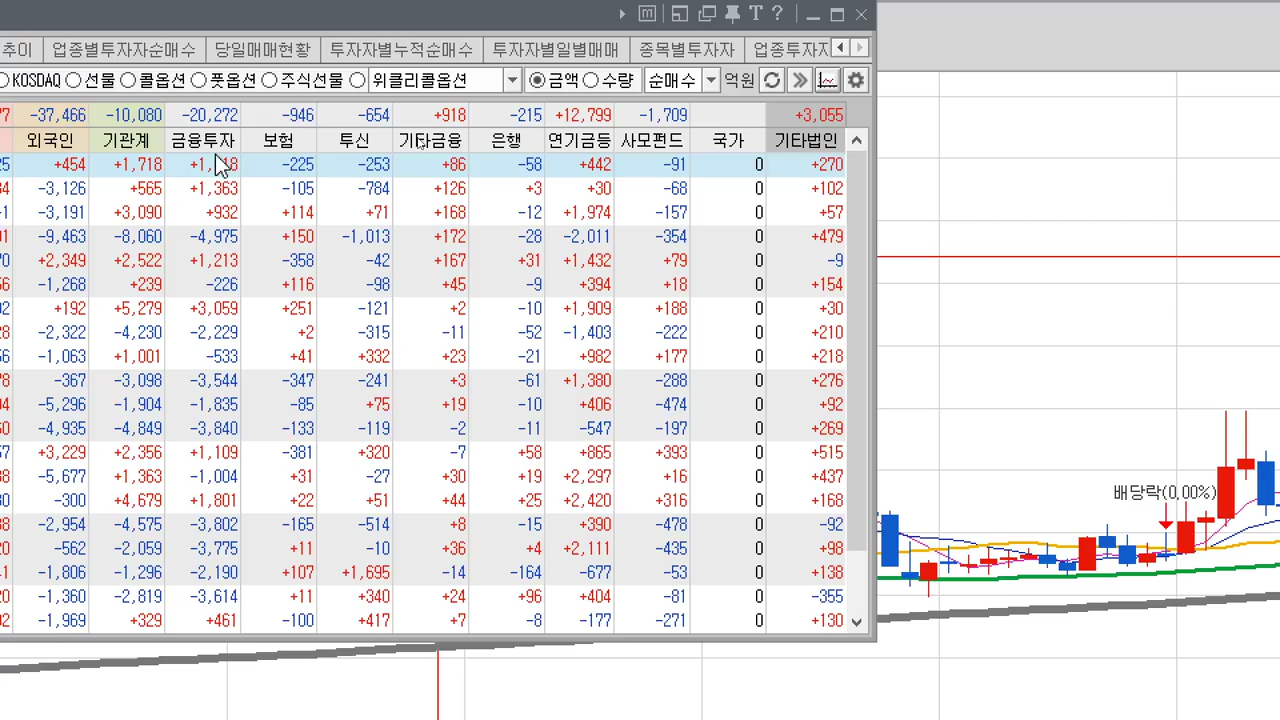 추이 업종별투자자순매수 당일매매현황 투자자별누적순매수 투자자별일별매매 종목별투자자 업종투자자
KOSDAQ 선물 콜옵션 풋옵션 주식선물 위클리콜옵션 금액 수량 순매수 억원
7 -37,466 -10,080 -20,272 -946 -654 +918 -215 +12,799 -1,709 +3,055
외국인 기관계 금융투자 보험 투신 기타금융 은행 연기금등 사모펀드 국가 기타법인
5 +454 +1,718 -225 -253 +86 -58 +442 -91 0 +270
4 -3,126 +565 +1,363 -105 -784 +126 +3 +30 -68 0 +102
1 -3,191 +3,090 +932 +114 +71 +168 -12 +1,974 -157 0 +57
1 -9,463 -8,060 -4,975 +150 -1,013 +172 -28 -2,011 -354 0 +479
0 +2,349 +2,522 +1,213 -358 -42 +167 +31 +1,432 +79 0 -9
6 -1,268 +239 -226 +116 -98 +45 -9 +394 +18 0 +154
2 +192 +5,279 +3,059 +251 -121 +2 -10 +1,909 +188 0 +30
8 -2,322 -4,230 -2,229 +2 -315 -11 -52 -1,403 -222 0 +210
6 -1,063 +1,001 -533 +41 +332 +23 -21 +982 +177 0 +218
8 -367 -3,098 -3,544 -347 -241 +3 -61 +1,380 -288 0 +276
4 -5,296 -1,904 -1,835 -85 +75 +19 -10 +406 -474 0 +92
0 -4,935 -4,849 -3,840 -133 -119 -2 -11 -547 -197 0 +269
7 +3,229 +2,356 +1,109 -381 +320 -7 +58 +865 +393 0 +515
8 -5,677 +1,363 -1,004 +31 -27 +30 +19 +2,297 +16 0 +437
0 -300 +4,679 +1,801 +22 +51 +44 +25 +2,420 +316 0 +168
8 -2,954 -4,575 -3,802 -165 -514 +8 -15 +390 -478 0 -92
0 -562 -2,059 -3,775 +11 -10 +36 +4 +2,111 -435 0 +98
1 -1,806 -1,296 -2,190 +107 +1,695 -14 -164 -677 -53 0 +138
0 -1,360 -2,819 -3,614 +11 +340 +24 +96 +404 -81 0 -355
2 -1,969 +329 +461 -100 +417 +7 -8 -177 -271 0 +130
배당락(0,00%)